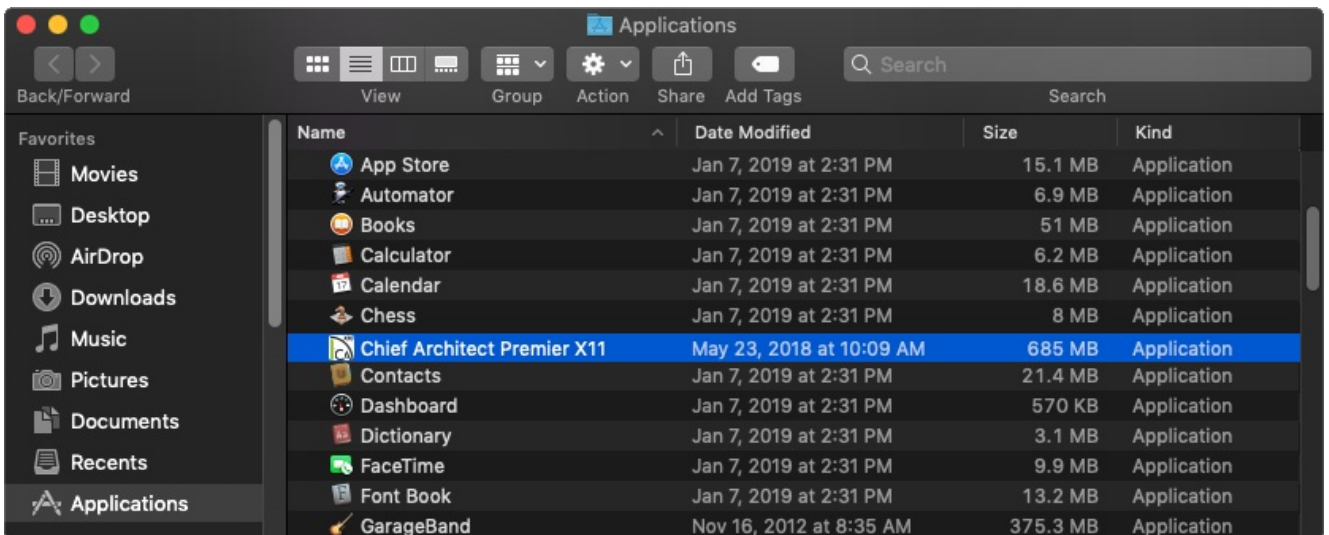 Applications
Search
Back/Forward View Group Action Share Add Tags Search
Favorites
Movies
Desktop
AirDrop
Downloads
Music
Pictures
Documents
Recents
Applications
Name Date Modified Size Kind
App Store Jan 7, 2019 at 2:31 PM 15.1 MB Application
Automator Jan 7, 2019 at 2:31 PM 6.9 MB Application
Books Jan 7, 2019 at 2:31 PM 51 MB Application
Calculator Jan 7, 2019 at 2:31 PM 6.2 MB Application
Calendar Jan 7, 2019 at 2:31 PM 18.6 MB Application
Chess Jan 7, 2019 at 2:31 PM 8 MB Application
Chief Architect Premier X11 May 23, 2018 at 10:09 AM 685 MB Application
Contacts Jan 7, 2019 at 2:31 PM 21.4 MB Application
Dashboard Jan 7, 2019 at 2:31 PM 570 KB Application
Dictionary Jan 7, 2019 at 2:31 PM 3.1 MB Application
FaceTime Jan 7, 2019 at 2:31 PM 9.9 MB Application
Font Book Jan 7, 2019 at 2:31 PM 13.2 MB Application
GarageBand Nov 16, 2012 at 8:35 AM 375.3 MB Application